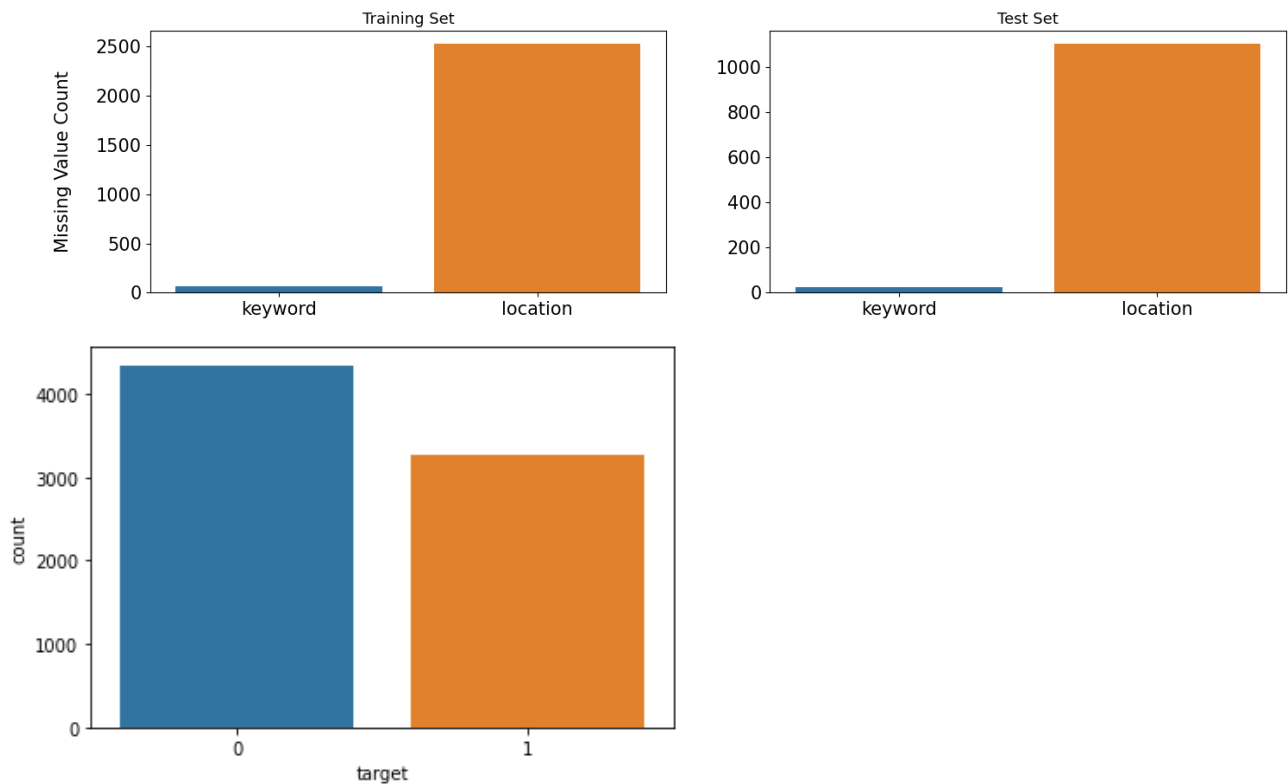 Training Set
Test Set
Missing Value Count
2500
2000
1500
1000
500
0
keyword
location
1000
800
600
400
200
0
keyword
location
count
4000
3000
2000
1000
0
0
1
target